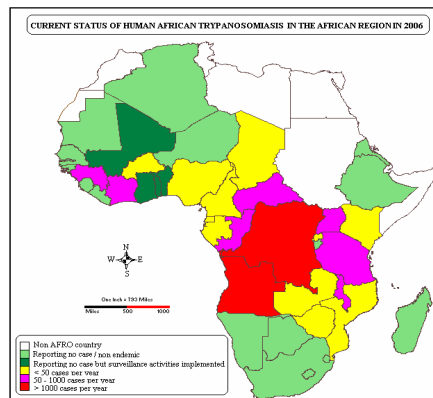 CURRENT STATUS OF HUMAN AFRICAN TRYPANOSOMIASIS IN THE AFRICAN REGION IN 2006
N
W E
S
One Inch = 730 Miles
Miles 500 1000
Non AFRO country
Reporting no case / non endemic
Reporting no case but surveillance activities implemented
< 50 cases per year
50 - 1000 cases per year
> 1000 cases per year